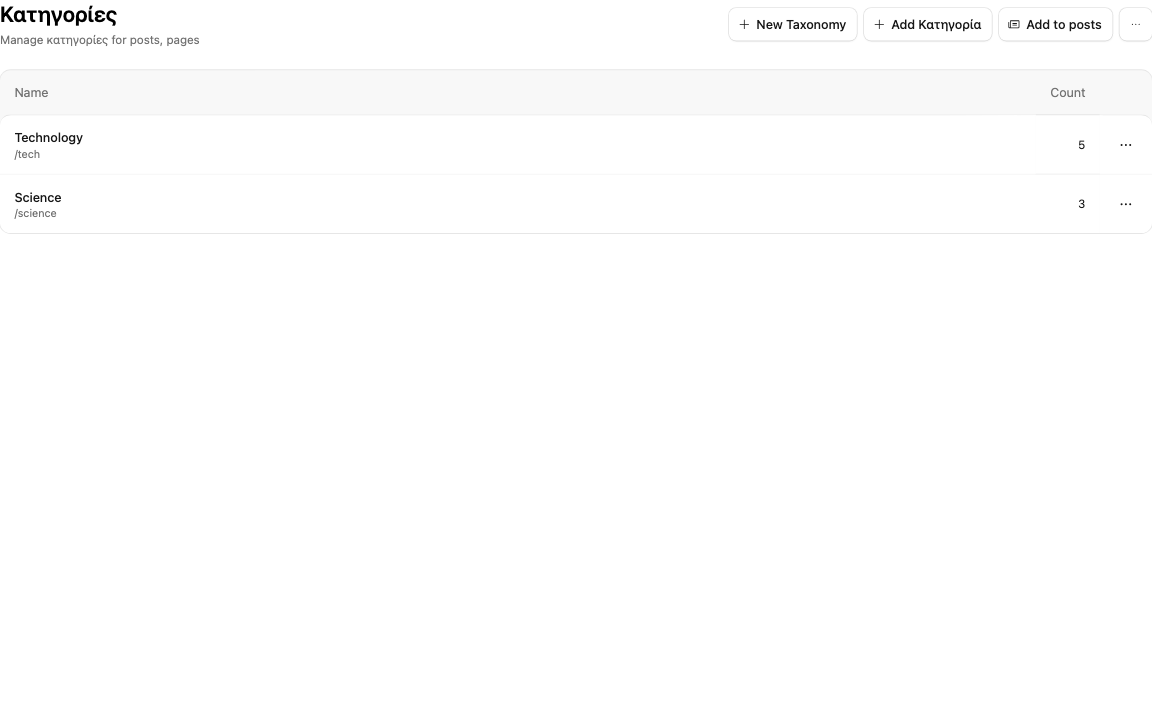 Κατηγορίες
Manage κατηγορίες for posts, pages
New Taxonomy
Add Κατηγορία
Add to posts
Name Count
Technology
/tech
5
Science
/science
3